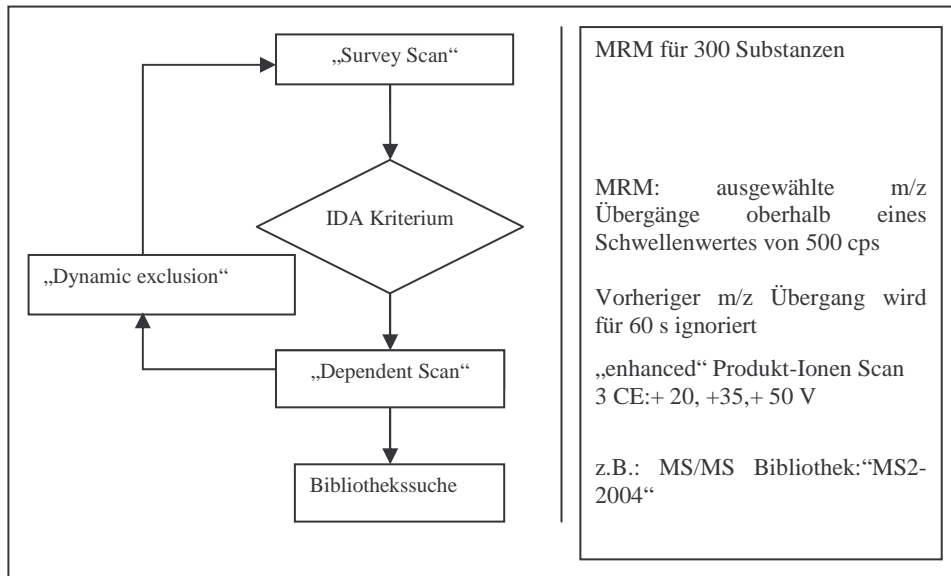 „Survey Scan“
IDA Kriterium
„Dynamic exclusion“
„Dependent Scan“
Bibliothekssuche
MRM für 300 Substanzen
MRM: ausgewählte m/z
Übergänge oberhalb eines
Schwellenwertes von 500 cps
Vorheriger m/z Übergang wird
für 60 s ignoriert
„enhanced“ Produkt-Ionen Scan
3 CE:+ 20, +35,+ 50 V
z.B.: MS/MS Bibliothek:“MS2-
2004“